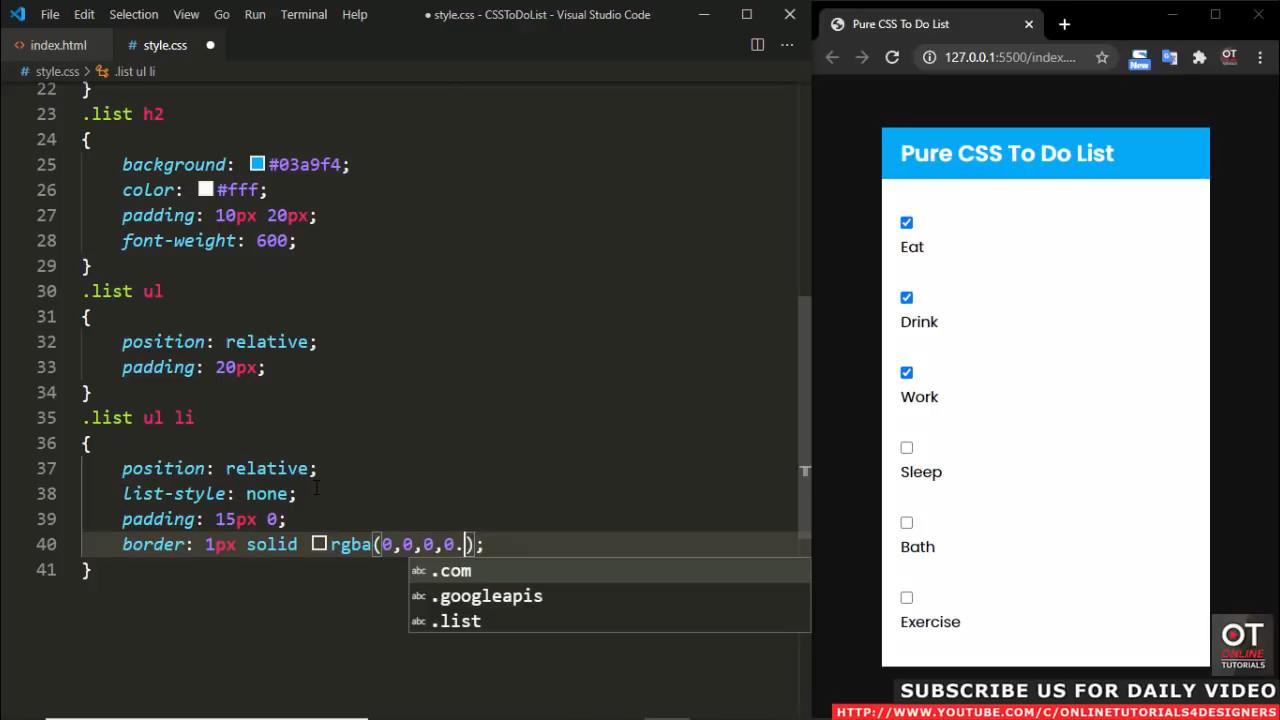 File Edit Selection View Go Run Terminal Help ● style.css - CSSToDoList - Visual Studio Code
index.html # style.css
# style.css > .list ul li
22 }
23 .list h2
24 {
25 background: #03a9f4;
26 color: #fff;
27 padding: 10px 20px;
28 font-weight: 600;
29 }
30 .list ul
31 {
32 position: relative;
33 padding: 20px;
34 }
35 .list ul li
36 {
37 position: relative;
38 list-style: none;
39 padding: 15px 0;
40 border: 1px solid rgba(0,0,0,0.);
abc .com
abc .googleapis
abc .list
41 }
Pure CSS To Do List
127.0.0.1:5500/index....
New
OT
Pure CSS To Do List
Eat
Drink
Work
Sleep
Bath
Exercise
OT
ONLINE
TUTORIALS
SUBSCRIBE US FOR DAILY VIDEO
HTTP://WWW.YOUTUBE.COM/C/ONLINETUTORIALS4DESIGNERS